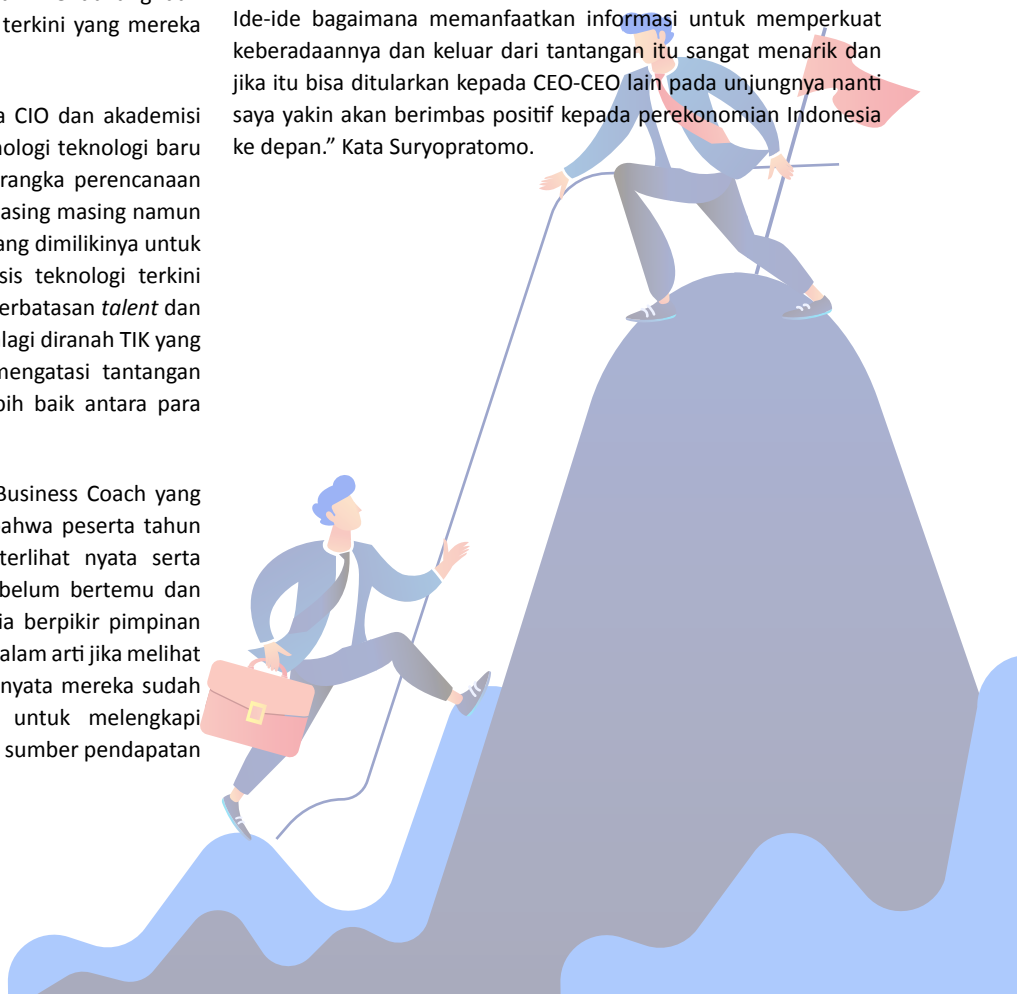 terkini yang mereka
a CIO dan akademisi
nologi teknologi baru
rangka perencanaan
asing masing namun
ang dimilikinya untuk
sis teknologi terkini
erbatasan talent dan
lagi diranah TIK yang
mengatasi tantangan
bih baik antara para
Business Coach yang
bahwa peserta tahun
terlihat nyata serta
belum bertemu dan
ia berpikir pimpinan
alam arti jika melihat
nyata mereka sudah
untuk melengkapi
sumber pendapatan
Ide-ide bagaimana memanfaatkan informasi untuk memperkuat
keberadaannya dan keluar dari tantangan itu sangat menarik dan
jika itu bisa ditularkan kepada CEO-CEO lain pada unjungnya nanti
saya yakin akan berimbas positif kepada perekonomian Indonesia
ke depan.” Kata Suryopratomo.